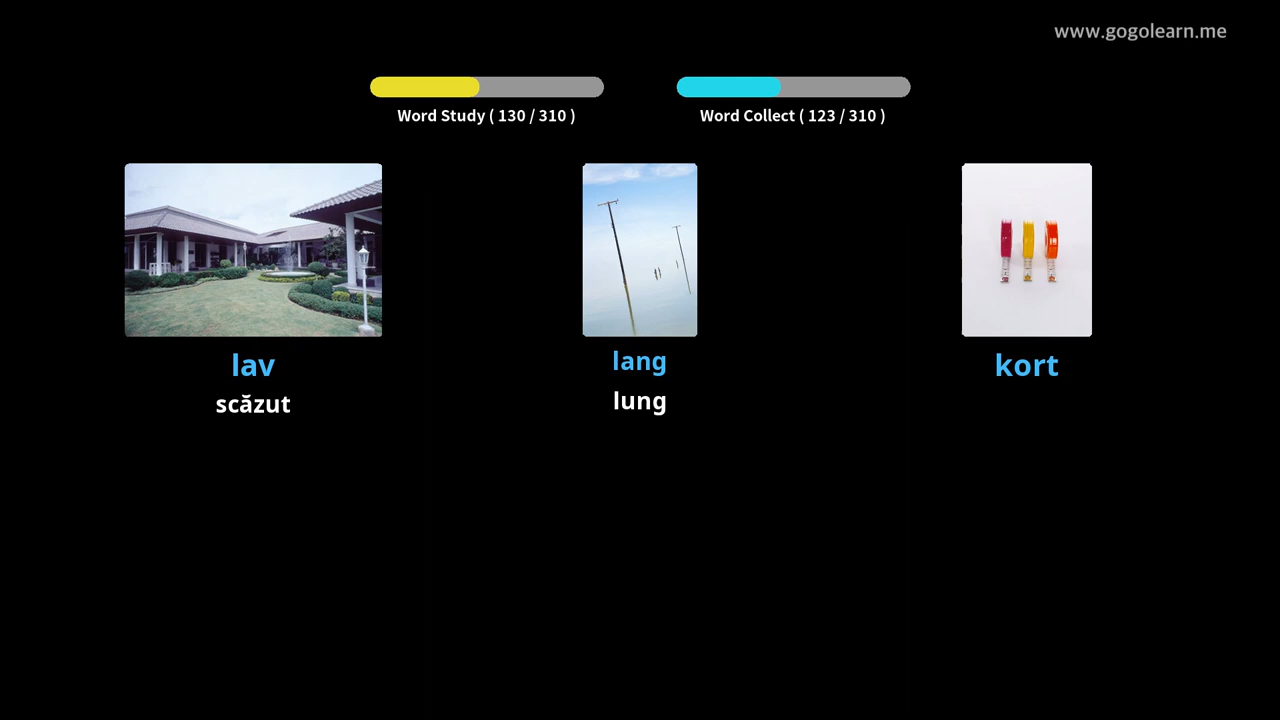 www.gogolearn.me
Word Study ( 130 / 310 )
Word Collect ( 123 / 310 )
lav
scăzut
lang
lung
kort